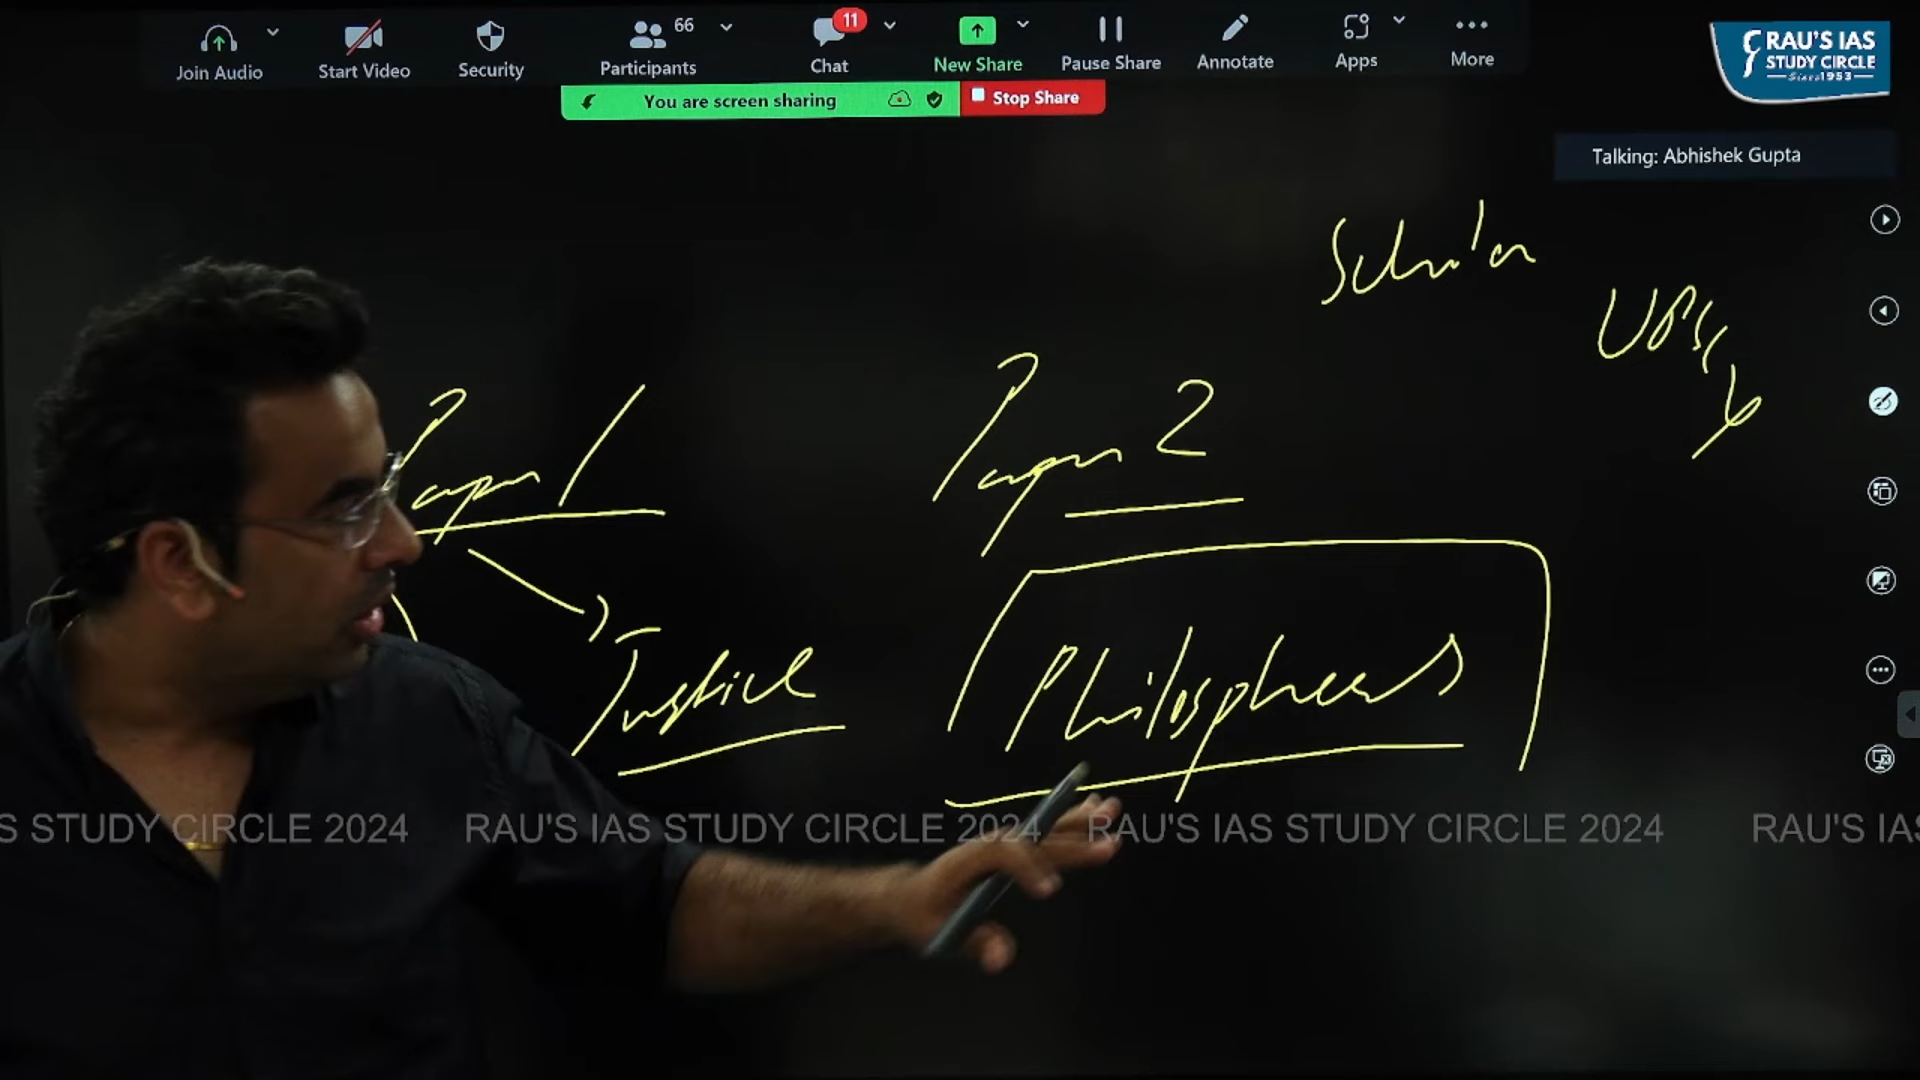 Join Audio
Start Video
Security
Participants 66
Chat 11
New Share
Pause Share
Annotate
Apps
More
RAU'S IAS
STUDY CIRCLE
Since 1953
You are screen sharing
Stop Share
Talking: Abhishek Gupta
Scholar
UPSC
Paper 1
Paper 2
Justice
Philosphers
S STUDY CIRCLE 2024 RAU'S IAS STUDY CIRCLE 2024 RAU'S IAS STUDY CIRCLE 2024 RAU'S IAS